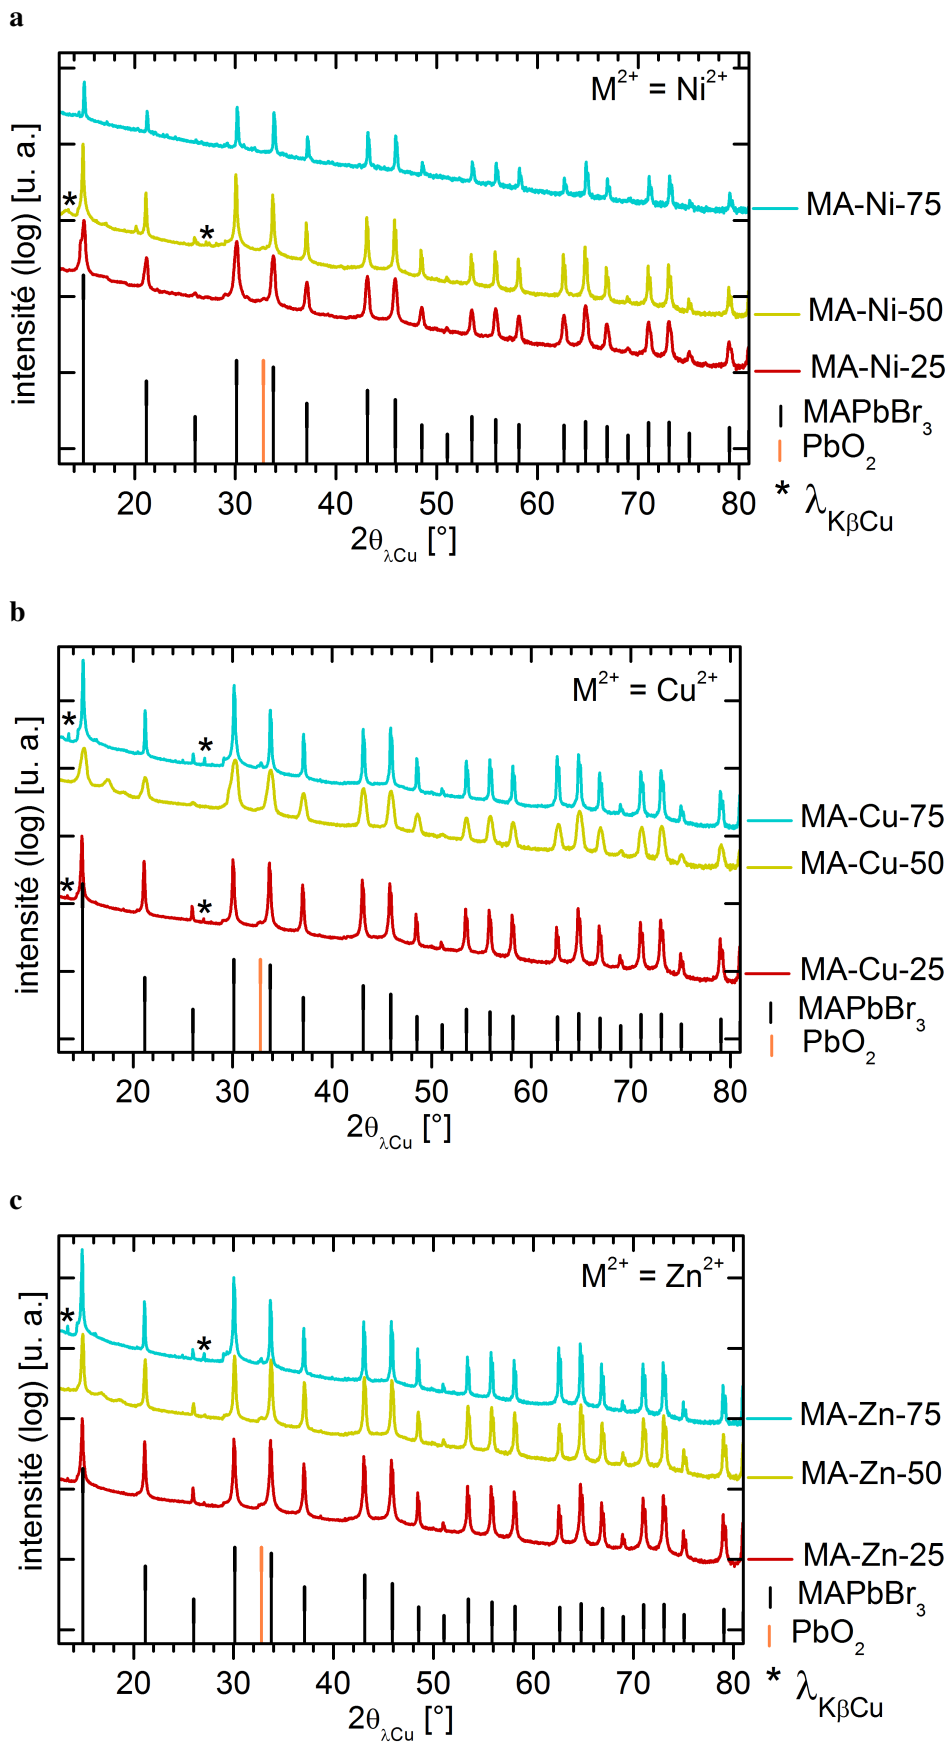 a
M²⁺ = Ni²⁺
intensité (log) [u. a.]
MA-Ni-75
MA-Ni-50
MA-Ni-25
MAPbBr₃
PbO₂
* λKβCu
20 30 40 50 60 70 80
2θλCu [°]
* *
b
M²⁺ = Cu²⁺
intensité (log) [u. a.]
* *
MA-Cu-75
MA-Cu-50
* *
MA-Cu-25
MAPbBr₃
PbO₂
20 30 40 50 60 70 80
2θλCu [°]
c
M²⁺ = Zn²⁺
intensité (log) [u. a.]
* *
MA-Zn-75
MA-Zn-50
MA-Zn-25
MAPbBr₃
PbO₂
20 30 40 50 60 70 80
* λKβCu
2θλCu [°]